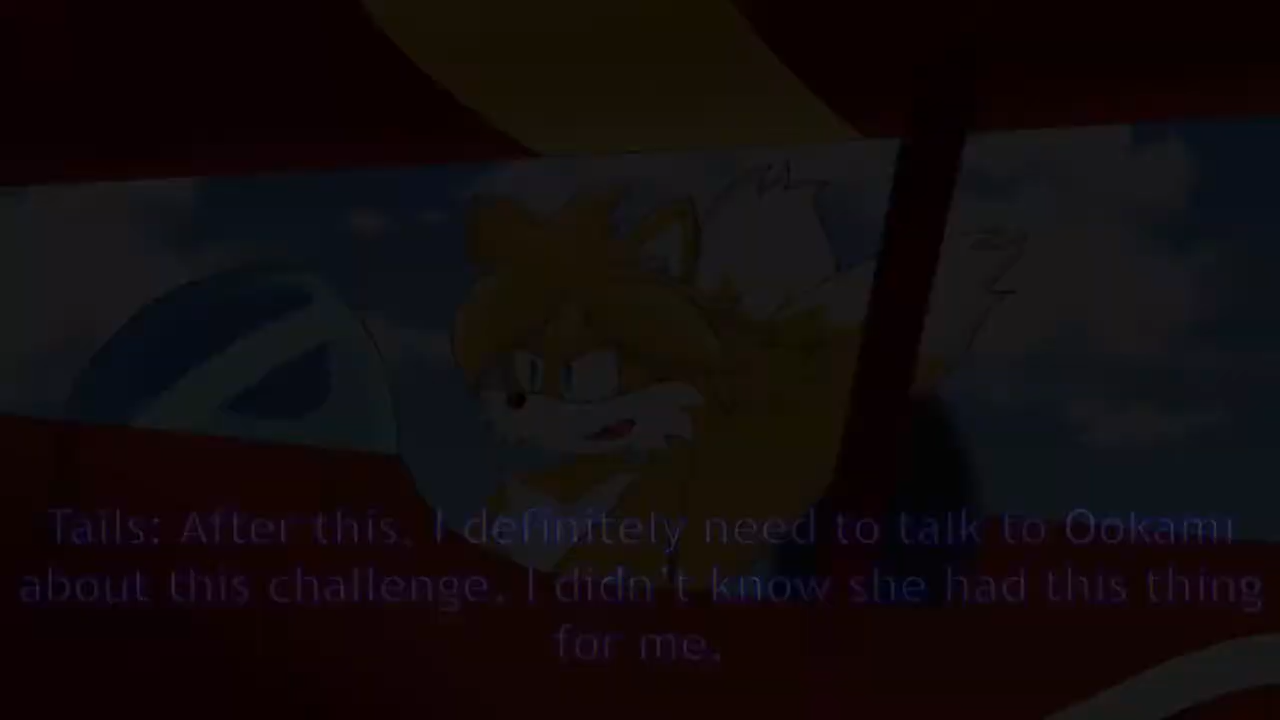 Tails: After this, I definitely need to talk to Ookami
about this challenge. I didn't know she had this thing
for me.